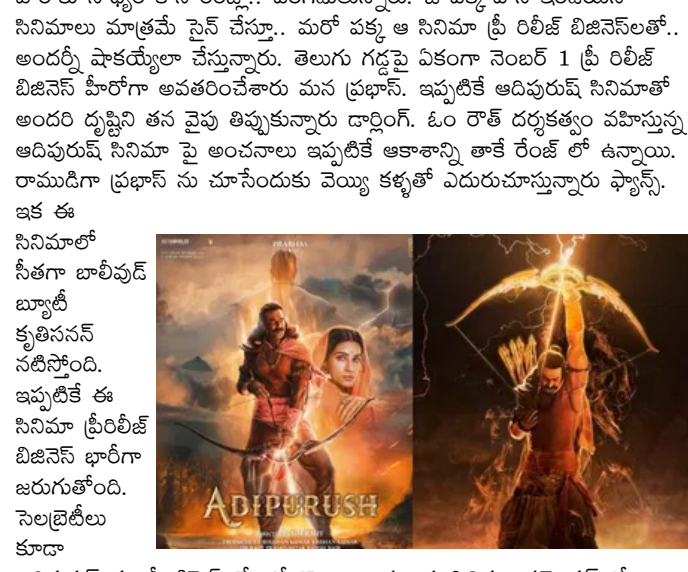 సినిమాలు మాత్రమే సైన్ చేస్తూ.. మరో పక్క ఆ సినిమా ప్రీ రిలీజ్ బిజినెస్‌లతో..
అందర్నీ షాకయ్యేలా చేస్తున్నారు. తెలుగు గడ్డపై ఏకంగా నెంబర్ 1 ప్రీ రిలీజ్
బిజినెస్ హీరోగా అవతరించేశారు మన ప్రభాస్. ఇప్పటికే ఆదిపురుష్ సినిమాతో
అందరి దృష్టిని తన వైపు తిప్పుకున్నారు డార్లింగ్. ఓం రౌత్ దర్శకత్వం వహిస్తున్న
ఆదిపురుష్ సినిమా పై అంచనాలు ఇప్పటికే ఆకాశాన్ని తాకే రేంజ్ లో ఉన్నాయి.
రాముడిగా ప్రభాస్ ను చూసేందుకు వెయ్యి కళ్ళతో ఎదురుచూస్తున్నారు ఫ్యాన్స్.
ఇక ఈ
సినిమాలో
సీతగా బాలీవుడ్
బ్యూటీ
కృతిసనన్
నటిస్తోంది.
ఇప్పటికే ఈ
సినిమా ప్రీరిలీజ్
బిజినెస్ భారీగా
జరుగుతోంది.
సెలబ్రెటీలు
కూడా
PRABHAS
ADIPURUSH